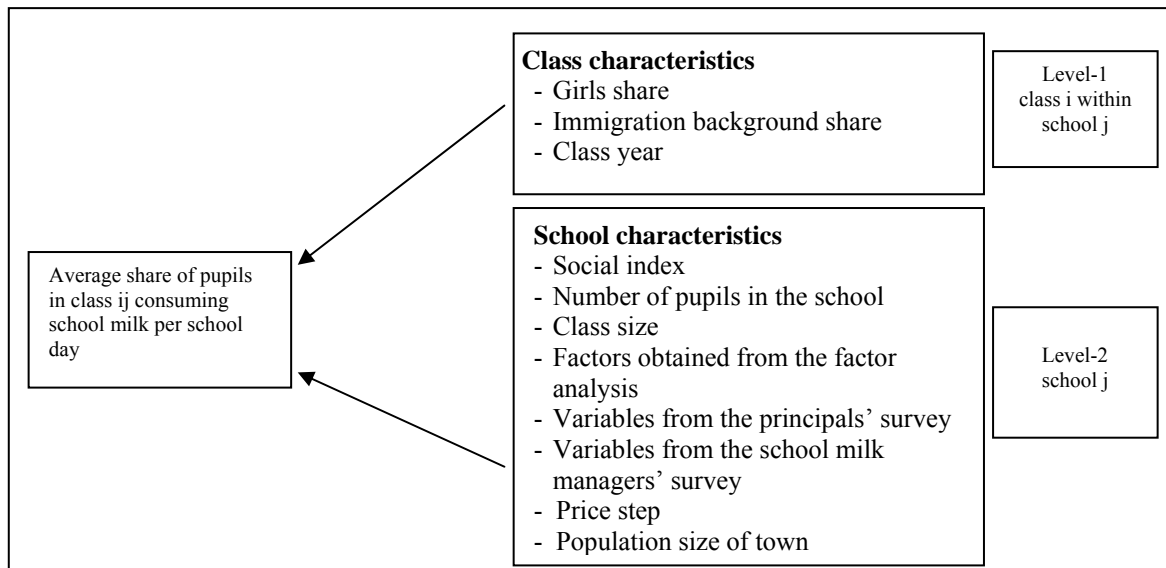 Class characteristics
- Girls share
- Immigration background share
- Class year
Level-1
class i within
school j
Average share of pupils
in class ij consuming
school milk per school
day
School characteristics
- Social index
- Number of pupils in the school
- Class size
- Factors obtained from the factor
analysis
- Variables from the principals’ survey
- Variables from the school milk
managers’ survey
- Price step
- Population size of town
Level-2
school j